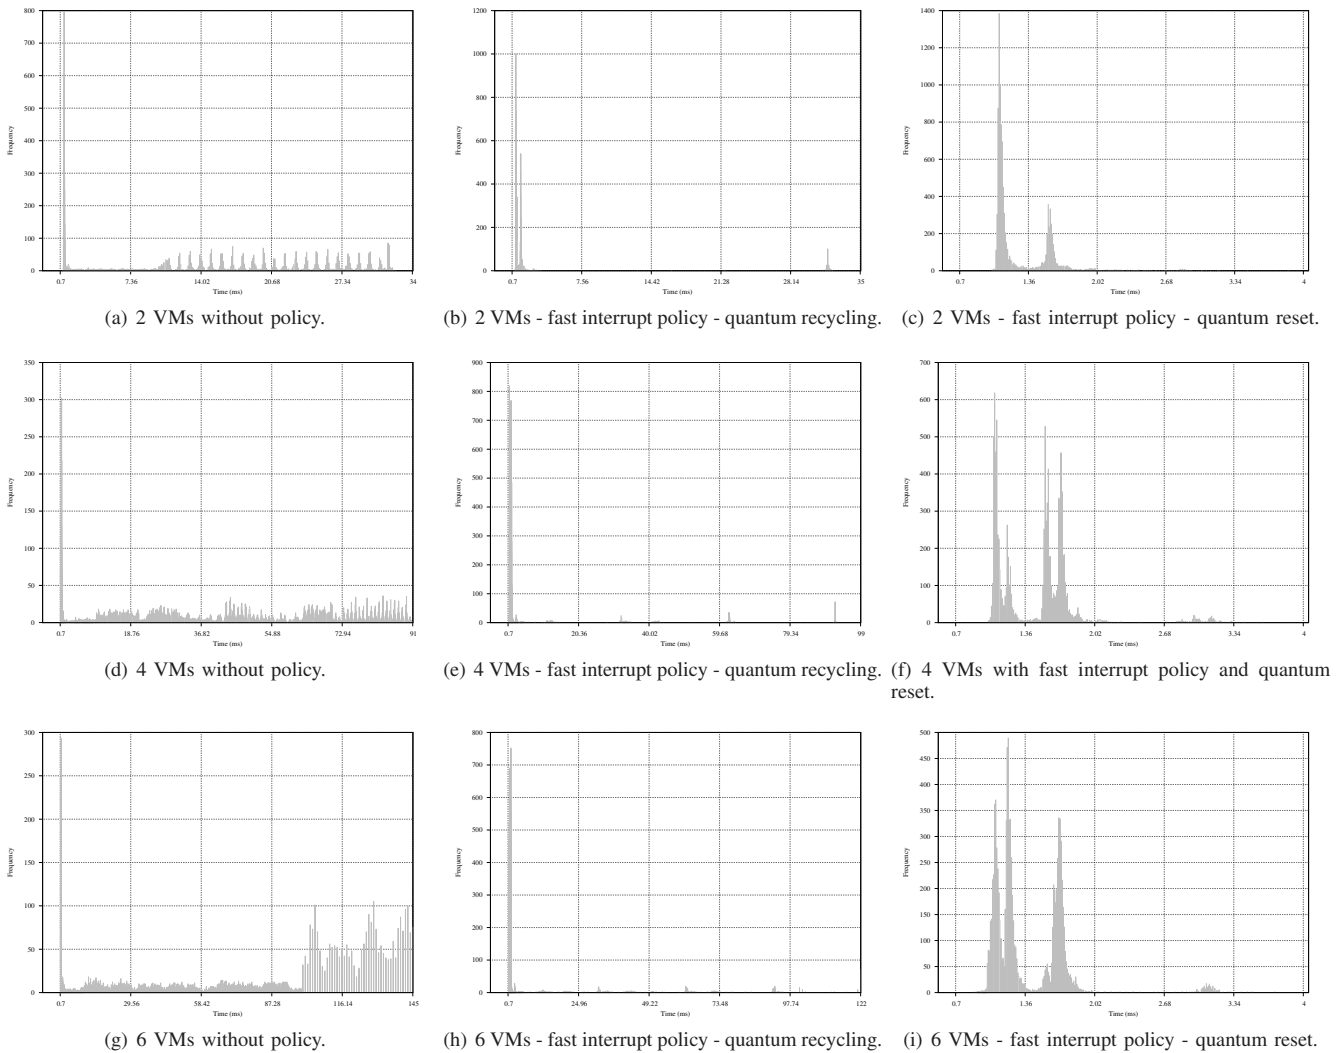 800
700
600
500
400
300
200
100
0
Frequency
0.7 7.36 14.02 20.68 27.34 34
Time (ms)
(a) 2 VMs without policy.
1200
1000
800
600
400
200
0
Frequency
0.7 7.56 14.42 21.28 28.14 35
Time (ms)
(b) 2 VMs - fast interrupt policy - quantum recycling.
1400
1200
1000
800
600
400
200
0
Frequency
0.7 1.36 2.02 2.68 3.34 4
Time (ms)
(c) 2 VMs - fast interrupt policy - quantum reset.
350
300
250
200
150
100
50
0
Frequency
0.7 18.76 36.82 54.88 72.94 91
Time (ms)
(d) 4 VMs without policy.
900
800
700
600
500
400
300
200
100
0
Frequency
0.7 20.36 40.02 59.68 79.34 99
Time (ms)
(e) 4 VMs - fast interrupt policy - quantum recycling.
700
600
500
400
300
200
100
0
Frequency
0.7 1.36 2.02 2.68 3.34 4
Time (ms)
(f) 4 VMs with fast interrupt policy and quantum
reset.
300
250
200
150
100
50
0
Frequency
0.7 29.56 58.42 87.28 116.14 145
Time (ms)
(g) 6 VMs without policy.
800
700
600
500
400
300
200
100
0
Frequency
0.7 24.96 49.22 73.48 97.74 122
Time (ms)
(h) 6 VMs - fast interrupt policy - quantum recycling.
500
450
400
350
300
250
200
150
100
50
0
Frequency
0.7 1.36 2.02 2.68 3.34 4
Time (ms)
(i) 6 VMs - fast interrupt policy - quantum reset.